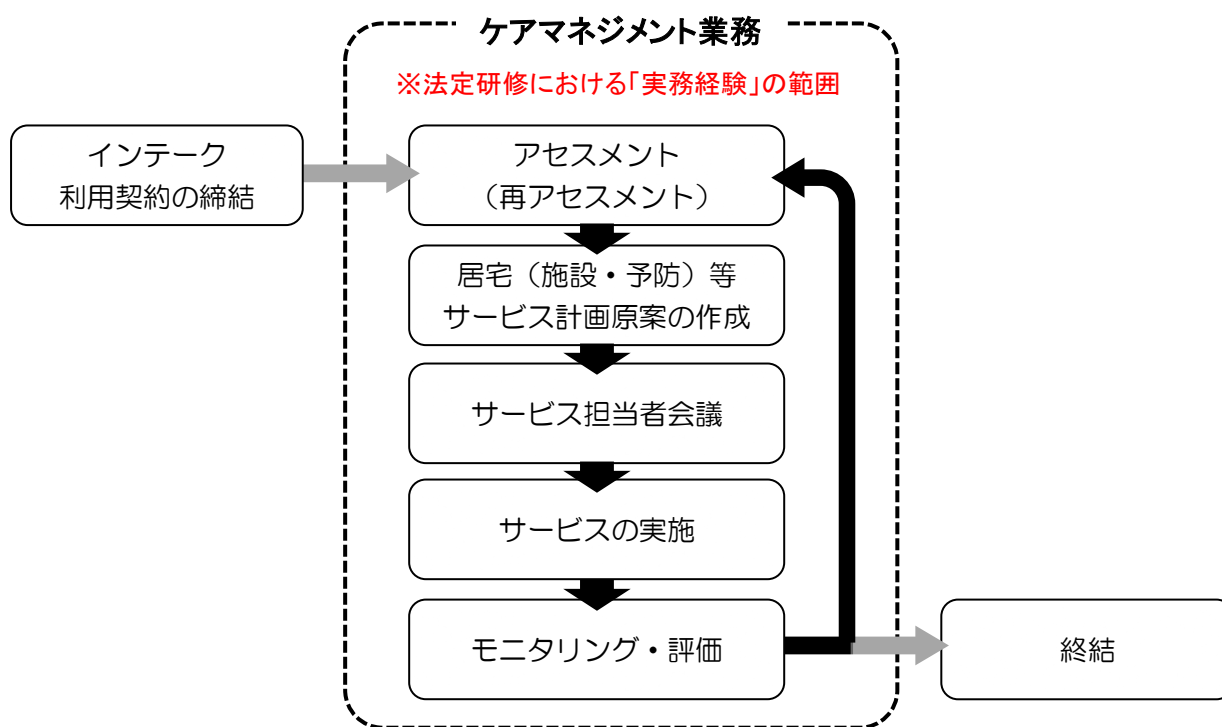 ケアマネジメント業務
※法定研修における「実務経験」の範囲
インテーク
利用契約の締結
アセスメント
（再アセスメント）
居宅（施設・予防）等
サービス計画原案の作成
サービス担当者会議
サービスの実施
モニタリング・評価
終結